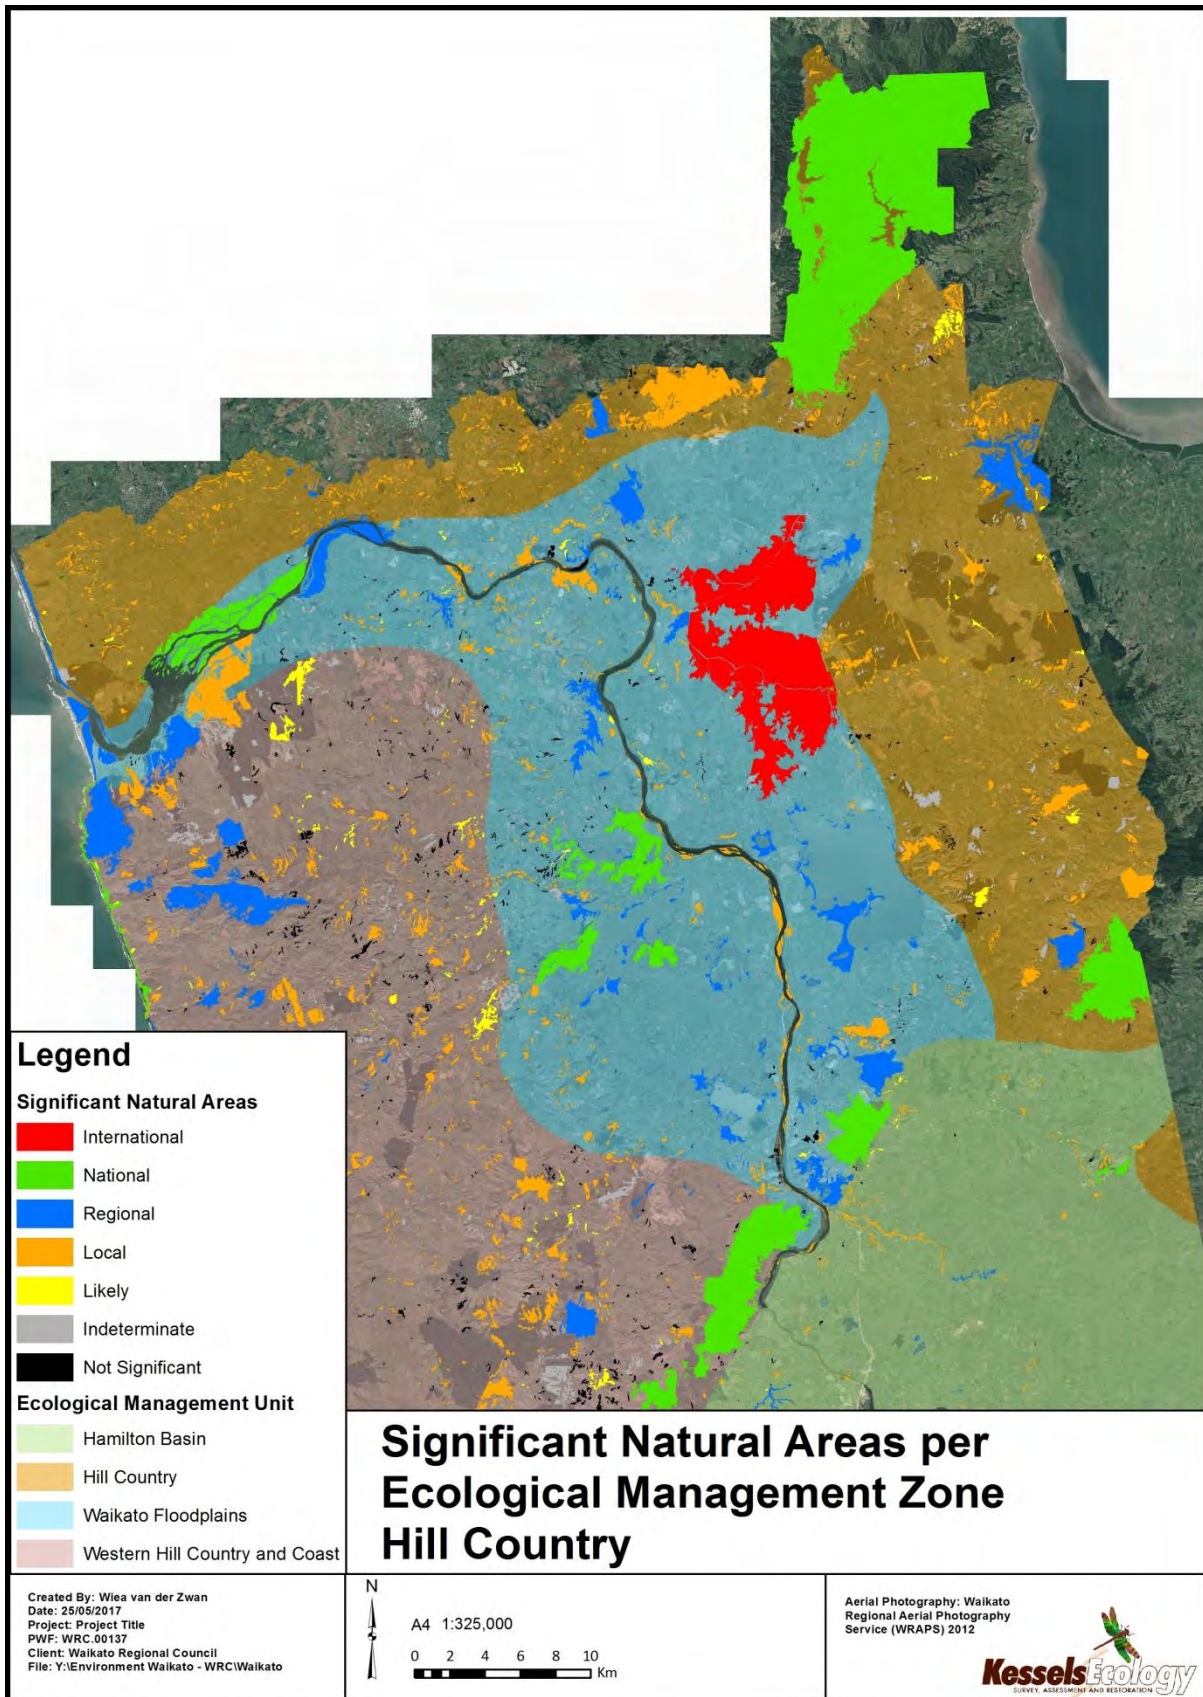 Legend
Significant Natural Areas
International
National
Regional
Local
Likely
Indeterminate
Not Significant
Ecological Management Unit
Hamilton Basin
Hill Country
Waikato Floodplains
Western Hill Country and Coast
Significant Natural Areas per
Ecological Management Zone
Hill Country
Created By: Wiea van der Zwan
Date: 25/05/2017
Project: Project Title
PWF: WRC.00137
Client: Waikato Regional Council
File: Y:\Environment Waikato - WRC\Waikato
N
A4 1:325,000
0 2 4 6 8 10
Km
Aerial Photography: Waikato
Regional Aerial Photography
Service (WRAPS) 2012
KesselsEcology
SURVEY, ASSESSMENT AND RESTORATION